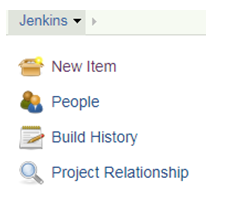 Jenkins
New Item
People
Build History
Project Relationship